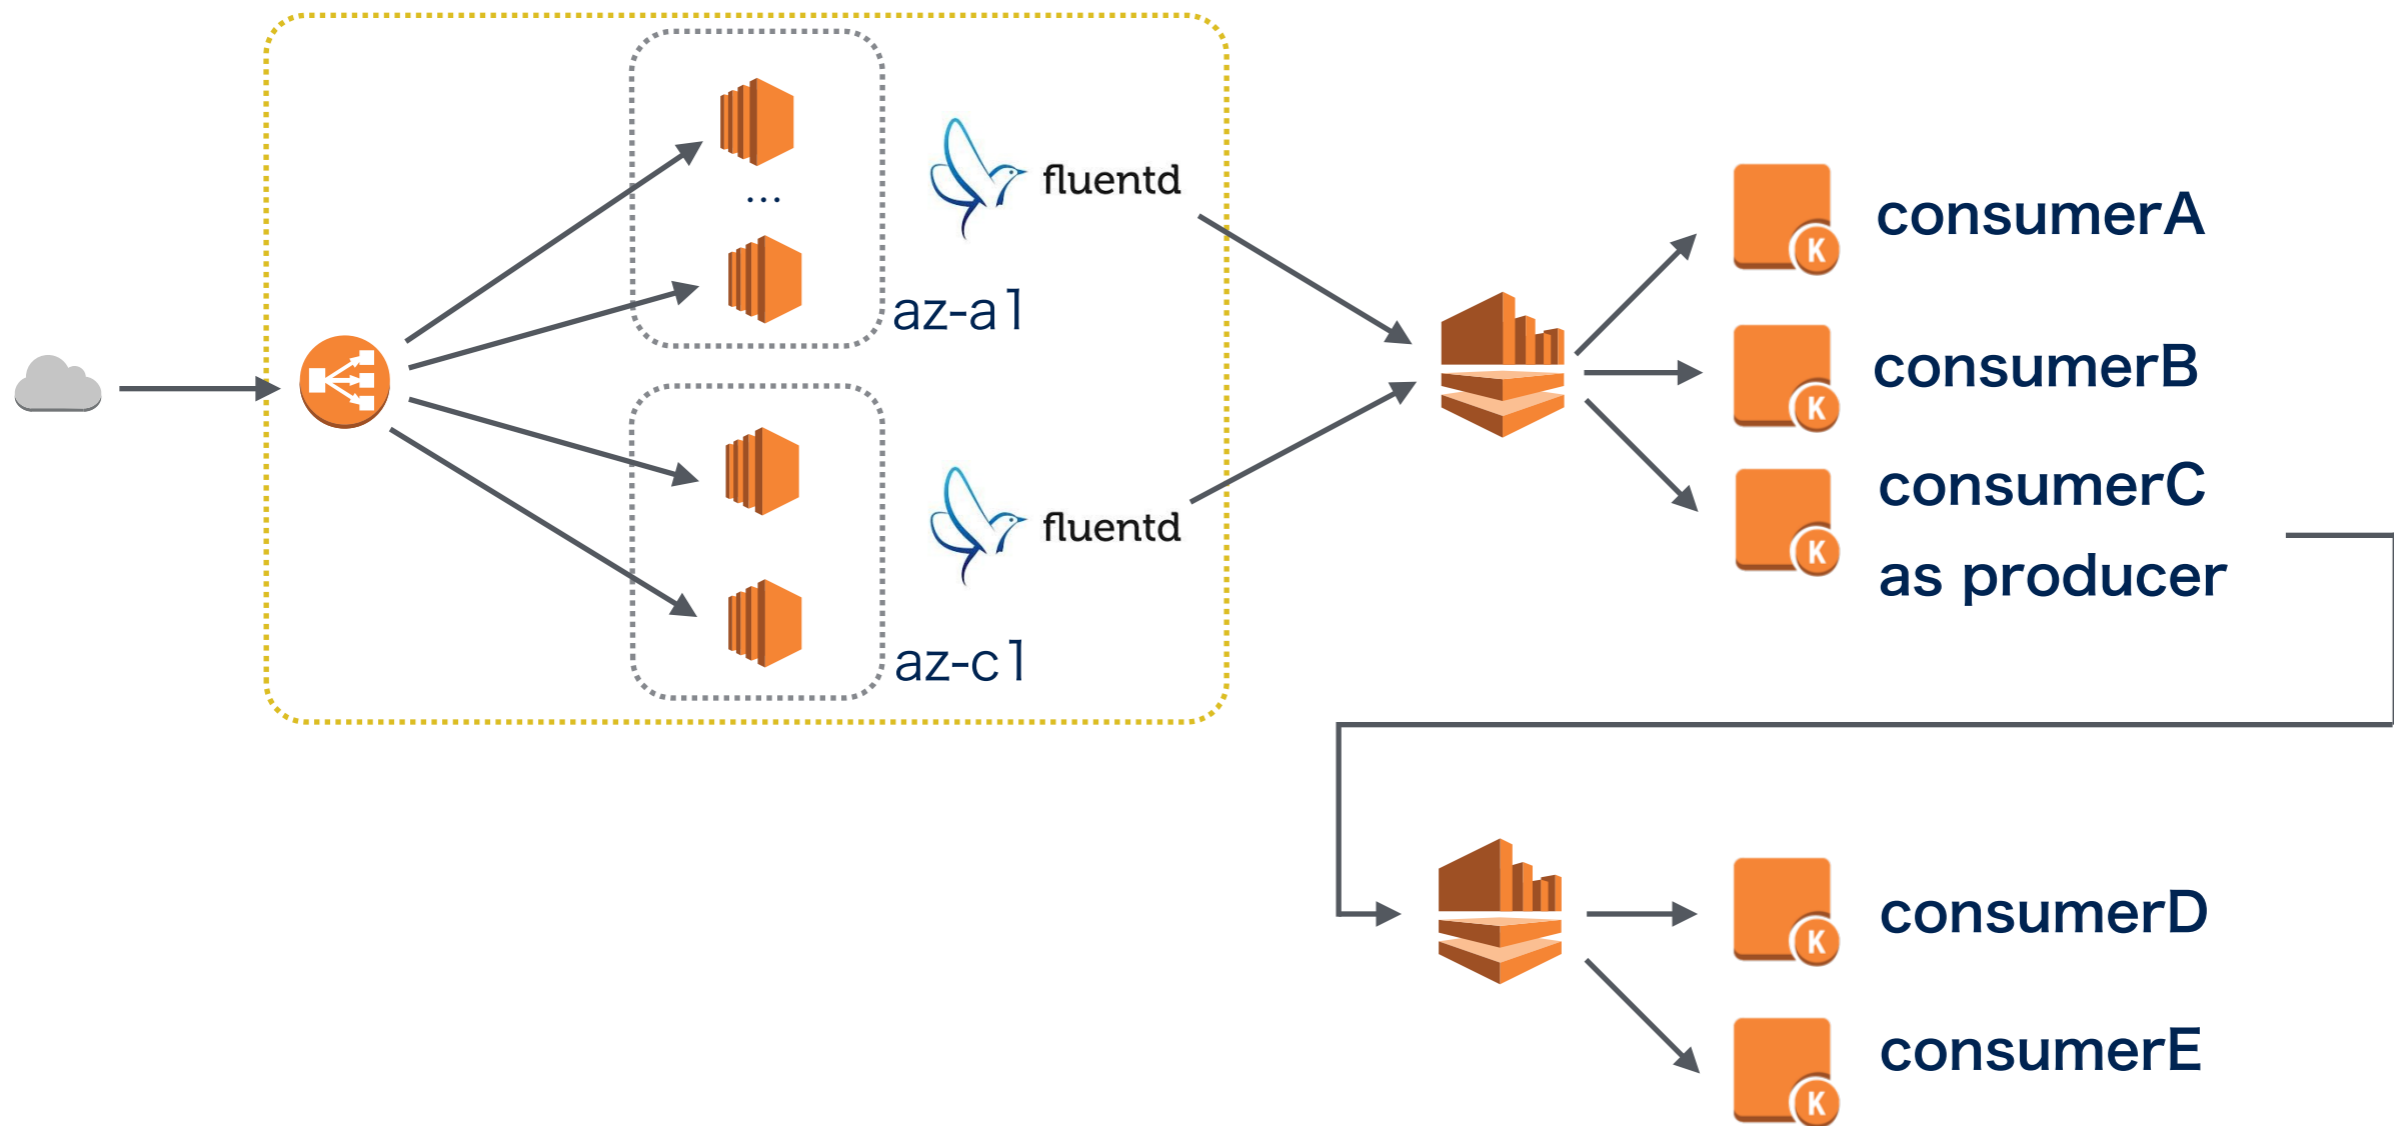 ...
fluentd
az-a1
fluentd
az-c1
K
consumerA
K
consumerB
K
consumerC
as producer
K
consumerD
K
consumerE